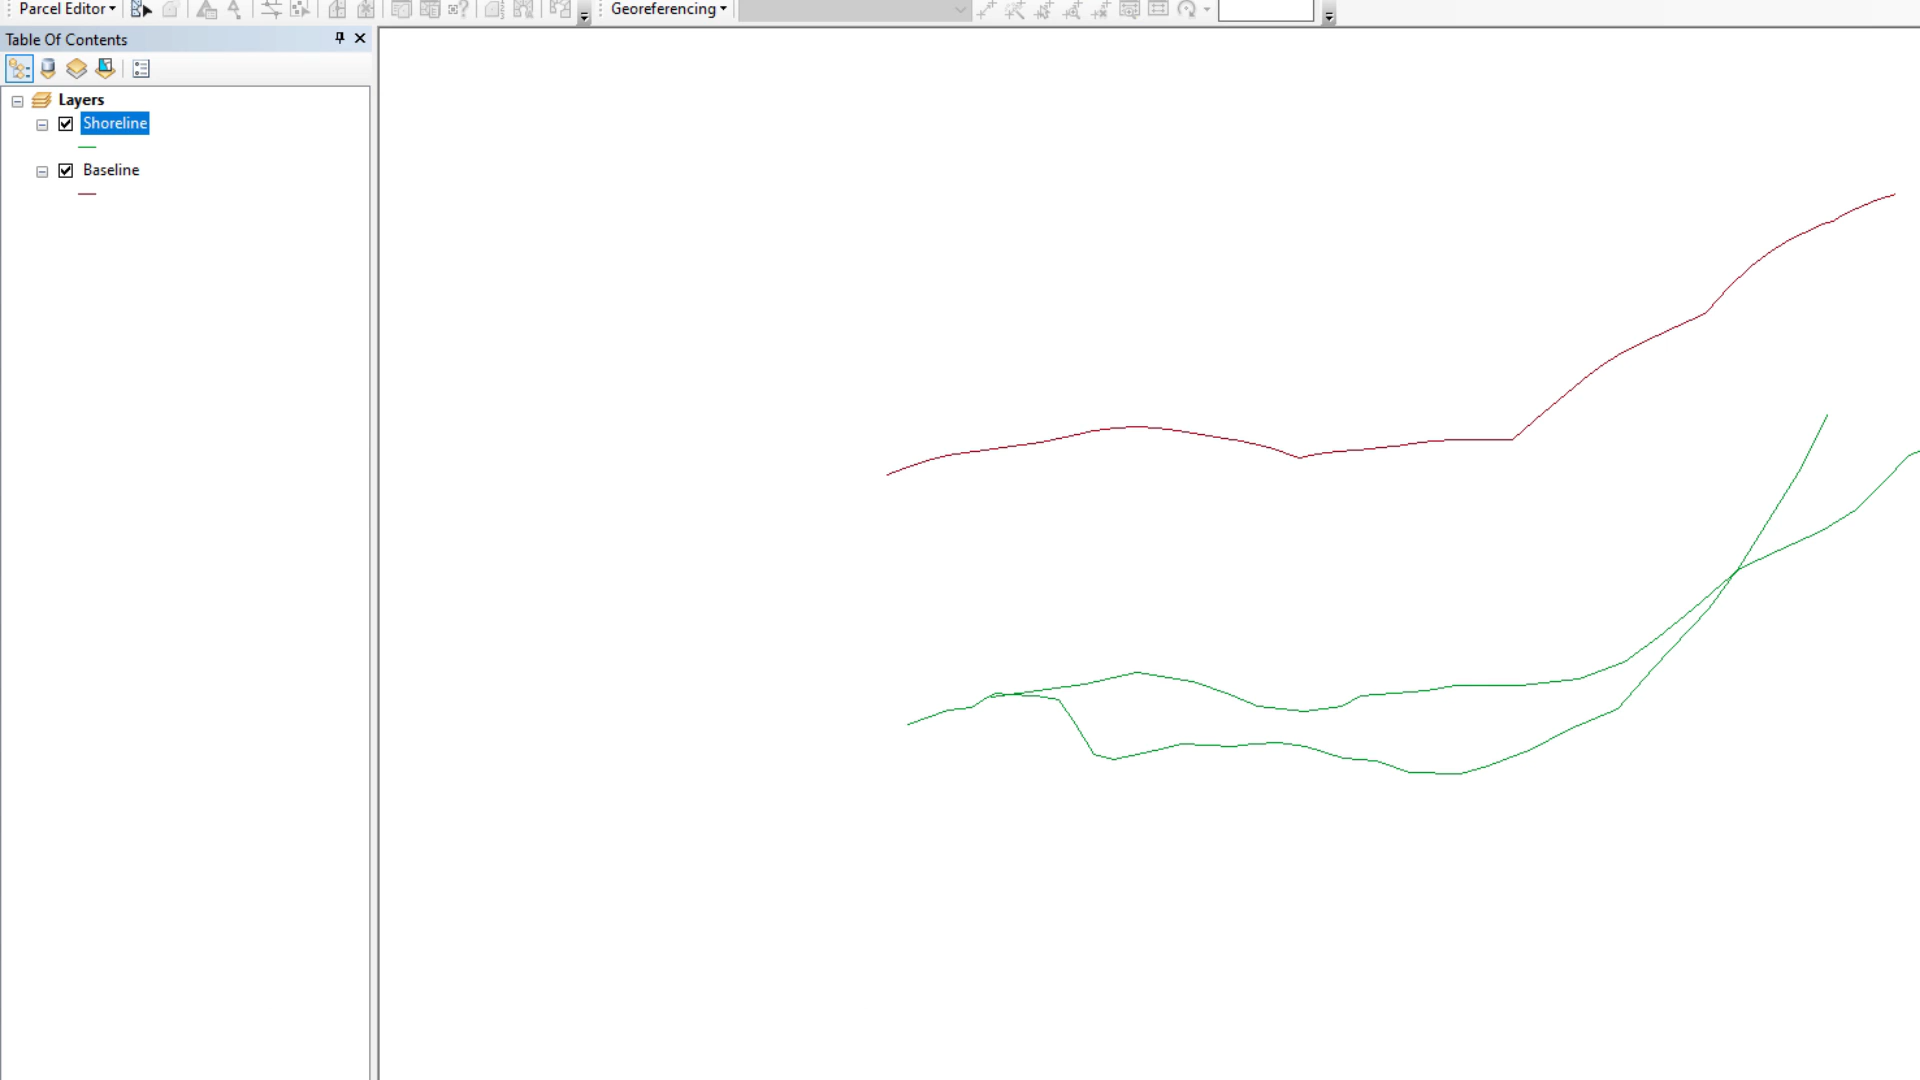 Parcel Editor Georeferencing
Table Of Contents
Layers
Shoreline
Baseline